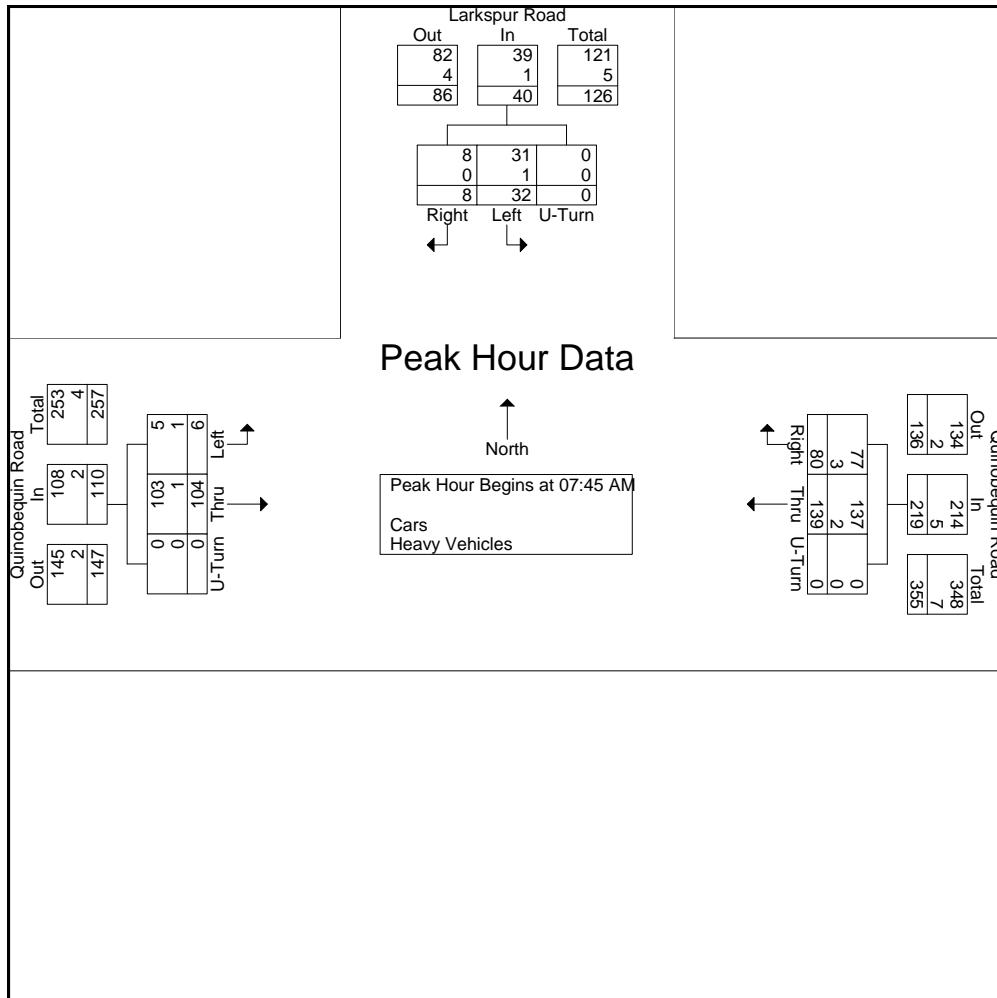 Larkspur Road
Out In Total
82 39 121
4 1 5
86 40 126
8 31 0
0 1 0
8 32 0
Right Left U-Turn
Peak Hour Data
North
Peak Hour Begins at 07:45 AM
Cars
Heavy Vehicles
Quinobequin Road
Out In Total
145 108 253
2 2 4
147 110 257
5 103 0
1 1 0
6 104 0
Left Thru U-Turn
Quinobequin Road
Out In Total
134 214 348
2 5 7
136 219 355
77 137 0
3 2 0
80 139 0
Right Thru U-Turn